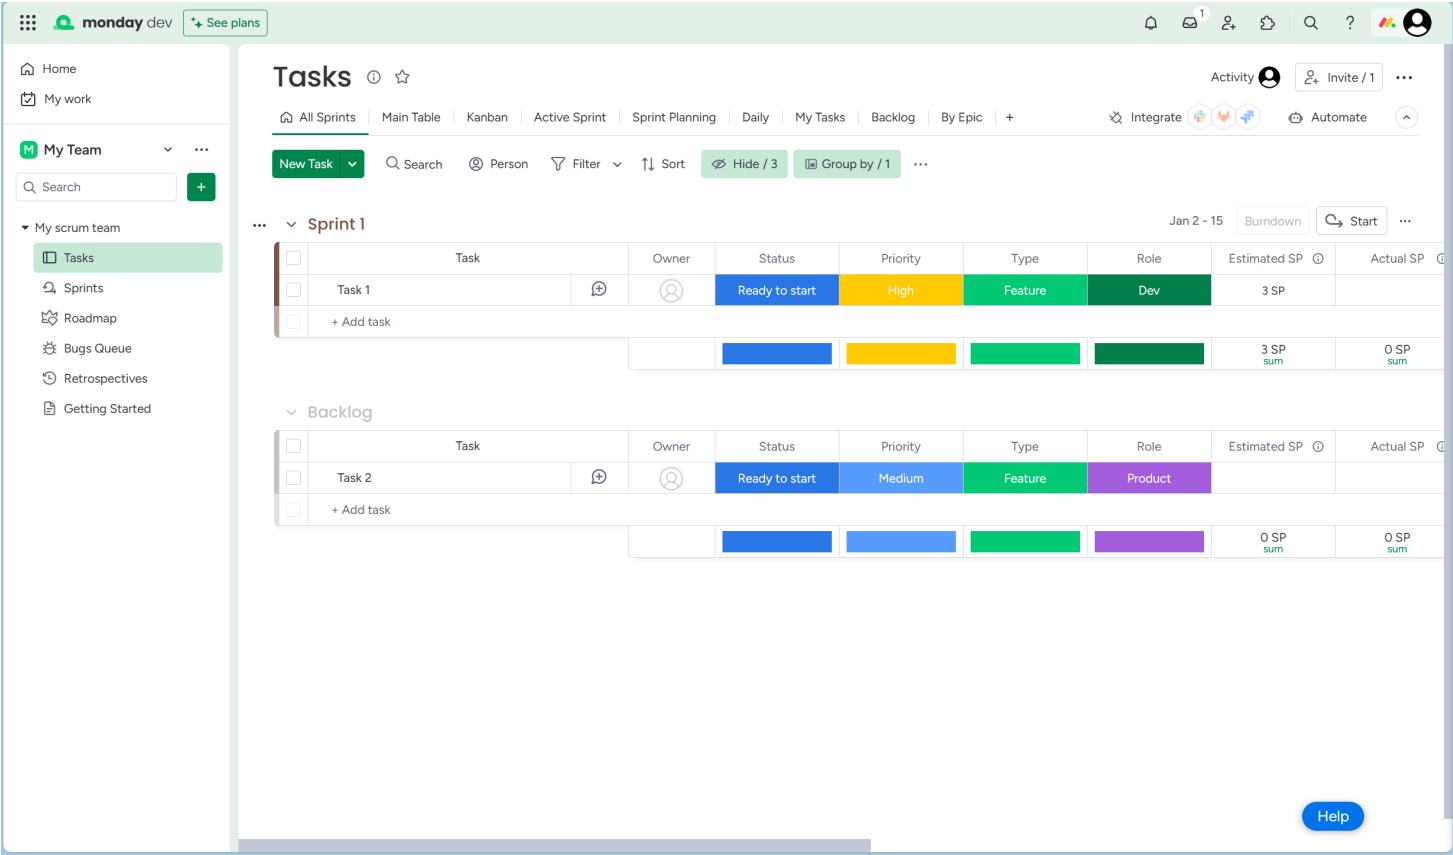 monday dev See plans 1
Home
My work
M My Team
Search +
My scrum team
Tasks
Sprints
Roadmap
Bugs Queue
Retrospectives
Getting Started
Tasks Activity Invite / 1
All Sprints Main Table Kanban Active Sprint Sprint Planning Daily My Tasks Backlog By Epic + Integrate Automate
New Task Search Person Filter Sort Hide / 3 Group by / 1
Sprint 1 Jan 2 - 15 Burndown Start
Task Owner Status Priority Type Role Estimated SP Actual SP
Task 1 Ready to start High Feature Dev 3 SP
+ Add task
3 SP 0 SP
sum sum
Backlog
Task Owner Status Priority Type Role Estimated SP Actual SP
Task 2 Ready to start Medium Feature Product
+ Add task
0 SP 0 SP
sum sum
Help